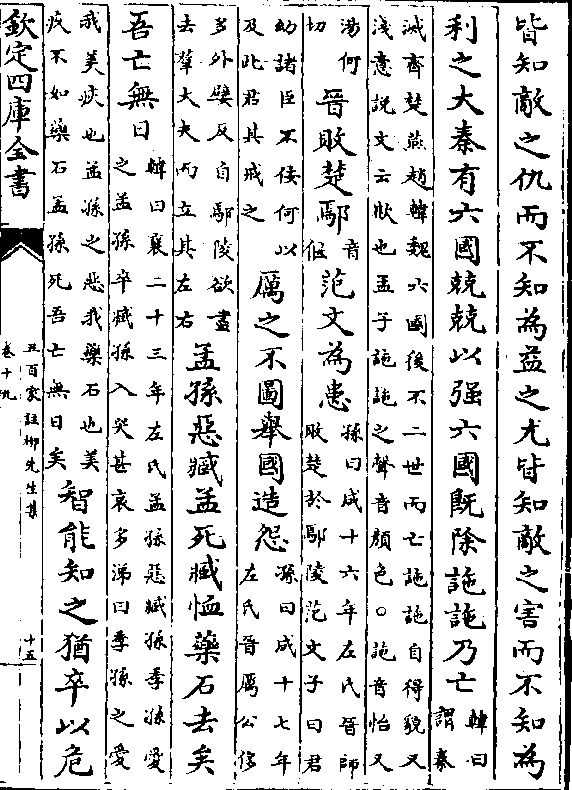 皆知敵之仇而不知為益之尤皆知敵之害而不知為
利之大秦有六國兢兢以强六國既除訑訑乃亡韓曰謂秦
滅齊楚燕趙韓魏六國後不二世而亡訑訑自得貌又
淺意說文云狀也孟子訑訑之聲音顔色○訑音怡又
湯何切晉敗楚鄢音偃范文為患孫曰成十六年左氏晉師敗楚於鄢陵范文子曰君
幼諸臣不佞何以及此君其戒之厲之不圖舉國造怨孫曰成十七年左氏晉厲公侈
多外嬖反自鄢陵欲盡去羣大夫而立其左右孟孫惡臧孟死臧恤藥石去矣
吾亡無日韓曰襄二十三年左氏孟孫惡臧孫季孫愛之孟孫卒臧孫入哭甚哀多涕曰季孫之愛
我美疾也孟孫之惡我藥石也美疾不如藥石孟孫死吾亡無日矣智能知之猶卒以危
欽定四庫全書
五百家註柳先生集
卷十九
十五